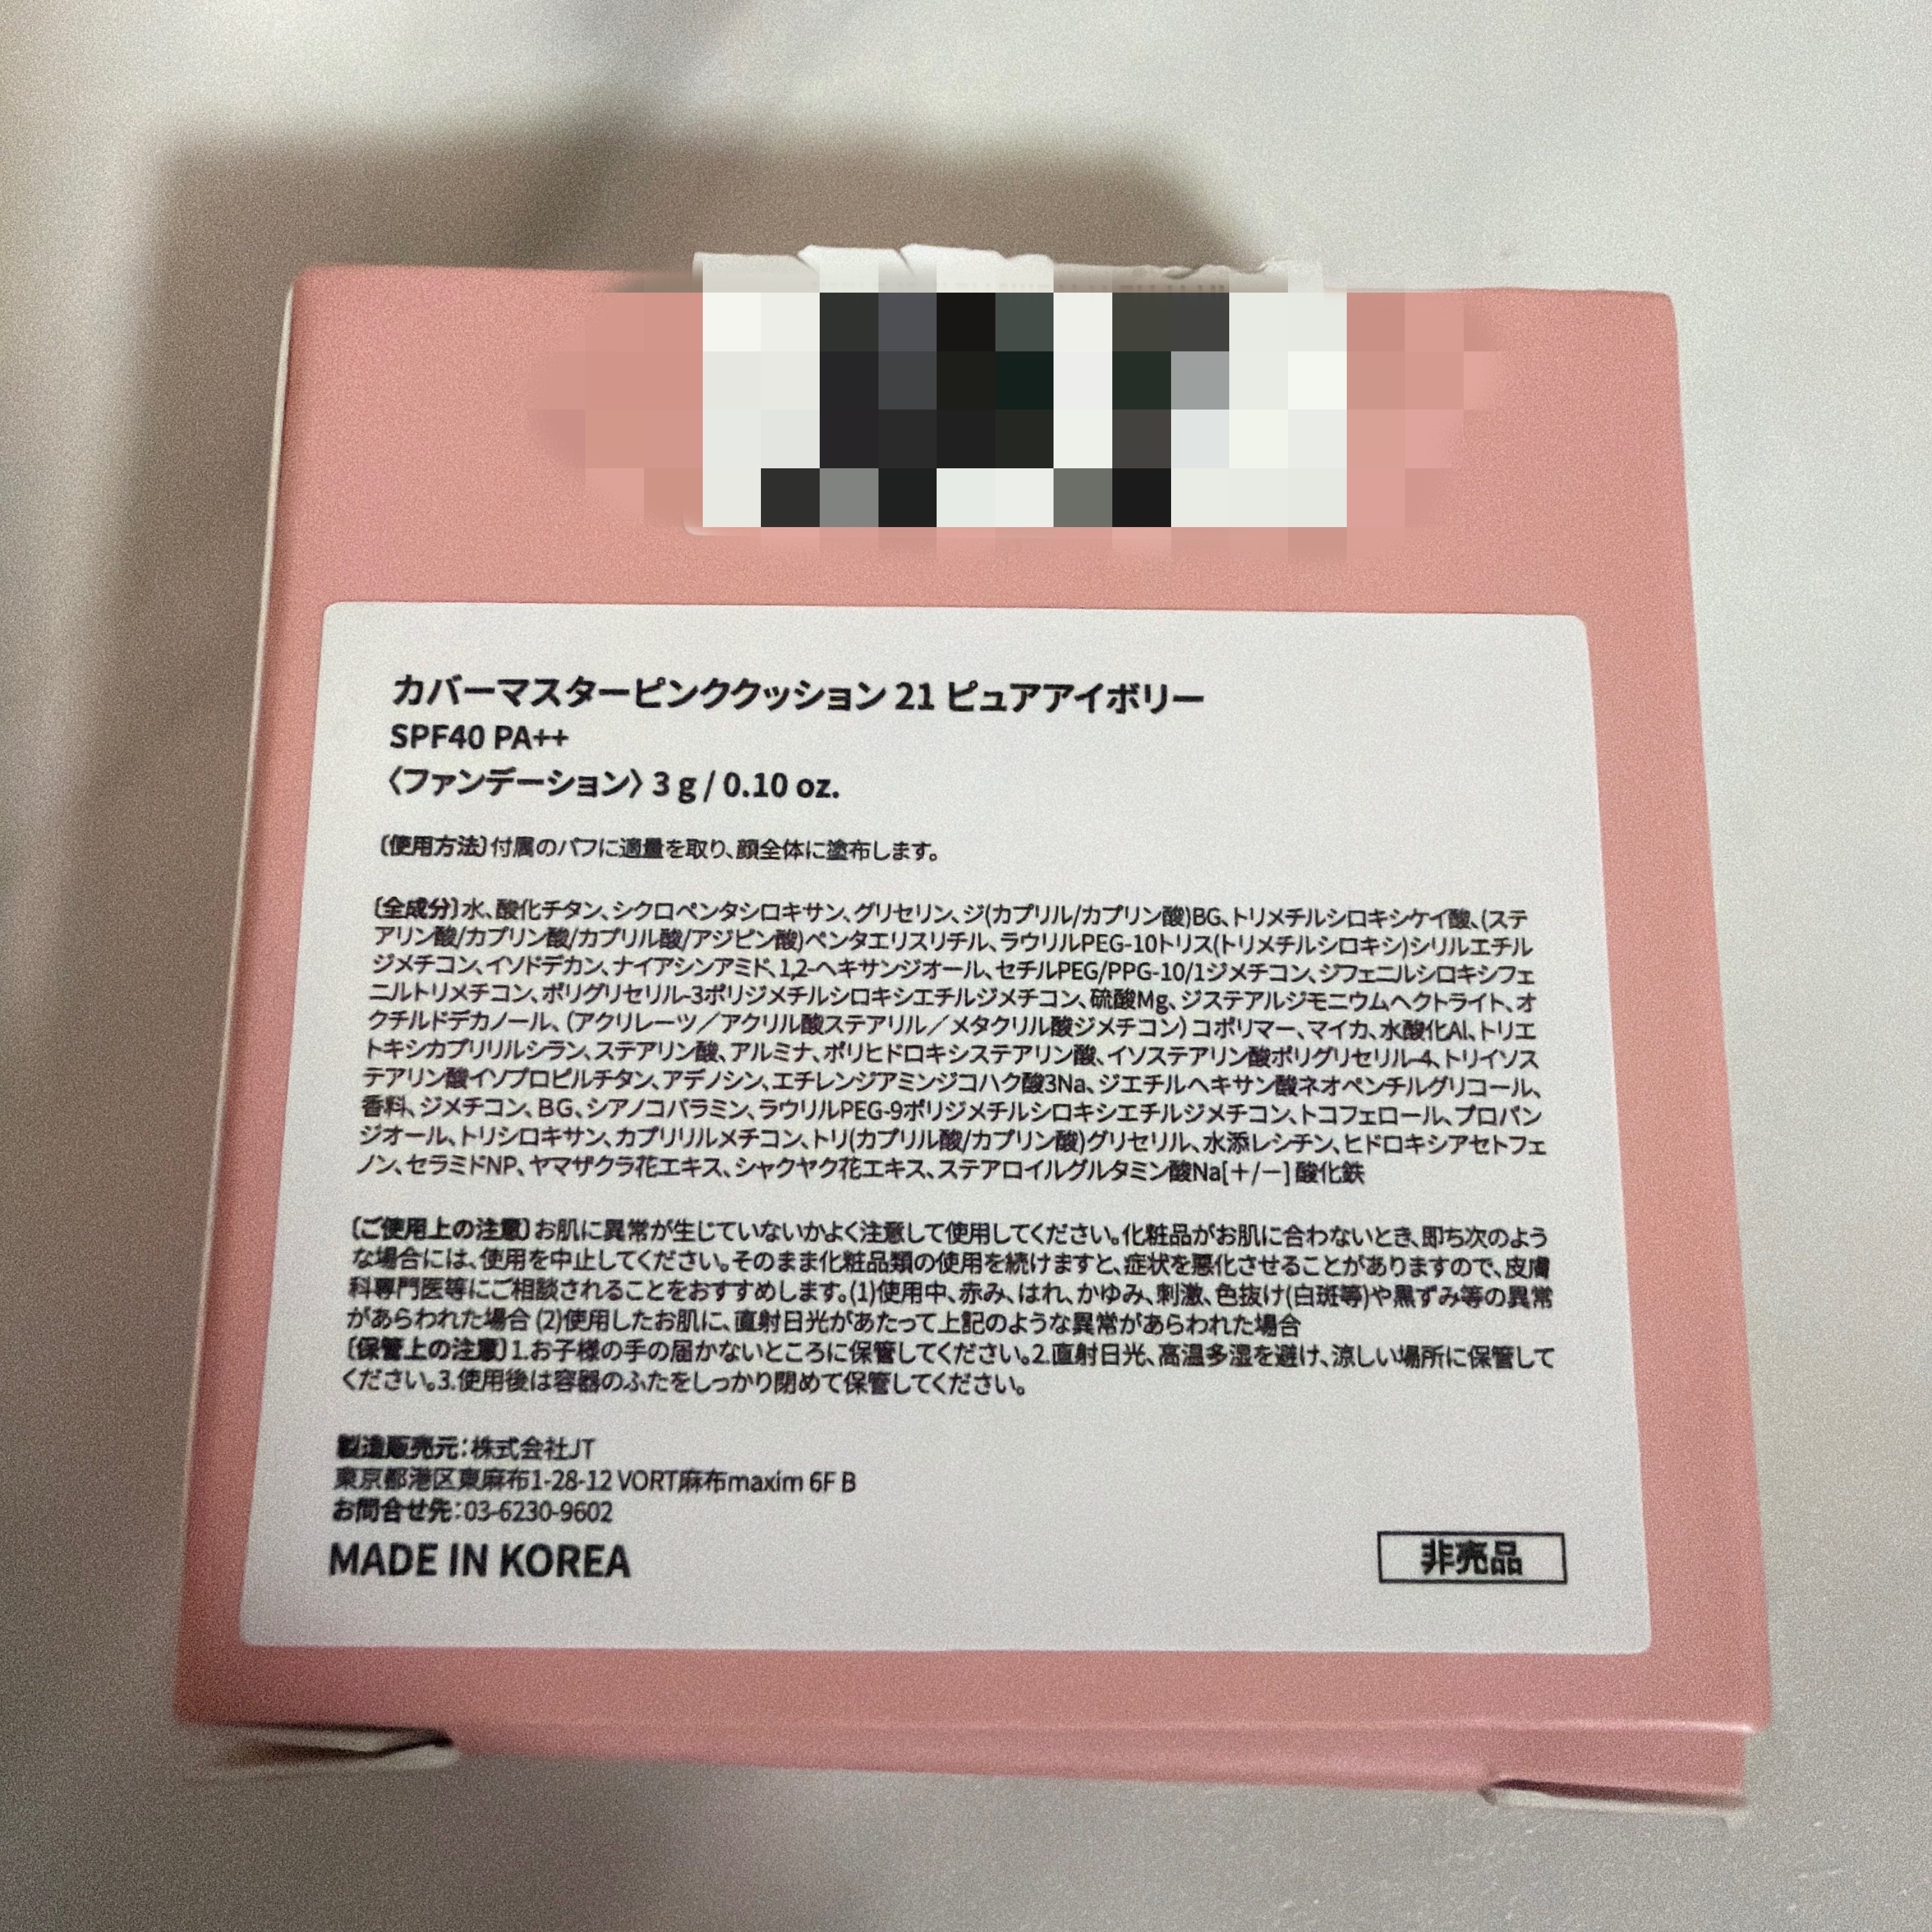 カバーマスターピンククッション 21 ピュアアイボリー
SPF40 PA++
〈ファンデーション〉 3 g / 0.10 oz.
〔使用方法〕付属のパフに適量を取り、顔全体に塗布します。
〔全成分〕水、酸化チタン、シクロペンタシロキサン、グリセリン、ジ(カプリル/カプリン酸)BG、トリメチルシロキシケイ酸、(ステ
アリン酸/カプリン酸/カプリル酸/アジピン酸)ペンタエリスリチル、ラウリルPEG-10トリス(トリメチルシロキシ)シリルエチル
ジメチコン、イソドデカン、ナイアシンアミド、1,2-ヘキサンジオール、セチルPEG/PPG-10/1ジメチコン、ジフェニルシロキシフェ
ニルトリメチコン、ポリグリセリル-3ポリジメチルシロキシエチルジメチコン、硫酸Mg、ジステアルジモニウムヘクトライト、オ
クチルドデカノール、(アクリレーツ／アクリル酸ステアリル／メタクリル酸ジメチコン) コポリマー、マイカ、水酸化Al、トリエ
トキシカプリリルシラン、ステアリン酸、アルミナ、ポリヒドロキシステアリン酸、イソステアリン酸ポリグリセリル-4、トリイソス
テアリン酸イソプロピルチタン、アデノシン、エチレンジアミンジコハク酸3Na、ジエチルヘキサン酸ネオペンチルグリコール、
香料、ジメチコン、BG、シアノコバラミン、ラウリルPEG-9ポリジメチルシロキシエチルジメチコン、トコフェロール、プロパン
ジオール、トリシロキサン、カプリリルメチコン、トリ(カプリル酸/カプリン酸)グリセリル、水添レシチン、ヒドロキシアセトフェ
ノン、セラミドNP、ヤマザクラ花エキス、シャクヤク花エキス、ステアロイルグルタミン酸Na[＋/－] 酸化鉄
〔ご使用上の注意〕お肌に異常が生じていないかよく注意して使用してください。化粧品がお肌に合わないとき、即ち次のよう
な場合には、使用を中止してください。そのまま化粧品類の使用を続けますと、症状を悪化させることがありますので、皮膚
科専門医等にご相談されることをおすすめします。(1)使用中、赤み、はれ、かゆみ、刺激、色抜け(白斑等)や黒ずみ等の異常
があらわれた場合 (2)使用したお肌に、直射日光があたって上記のような異常があらわれた場合
〔保管上の注意〕1.お子様の手の届かないところに保管してください。2.直射日光、高温多湿を避け、涼しい場所に保管して
ください。3.使用後は容器のふたをしっかり閉めて保管してください。
製造販売元：株式会社JT
東京都港区東麻布1-28-12 VORT麻布maxim 6F B
お問合せ先：03-6230-9602
MADE IN KOREA
非売品